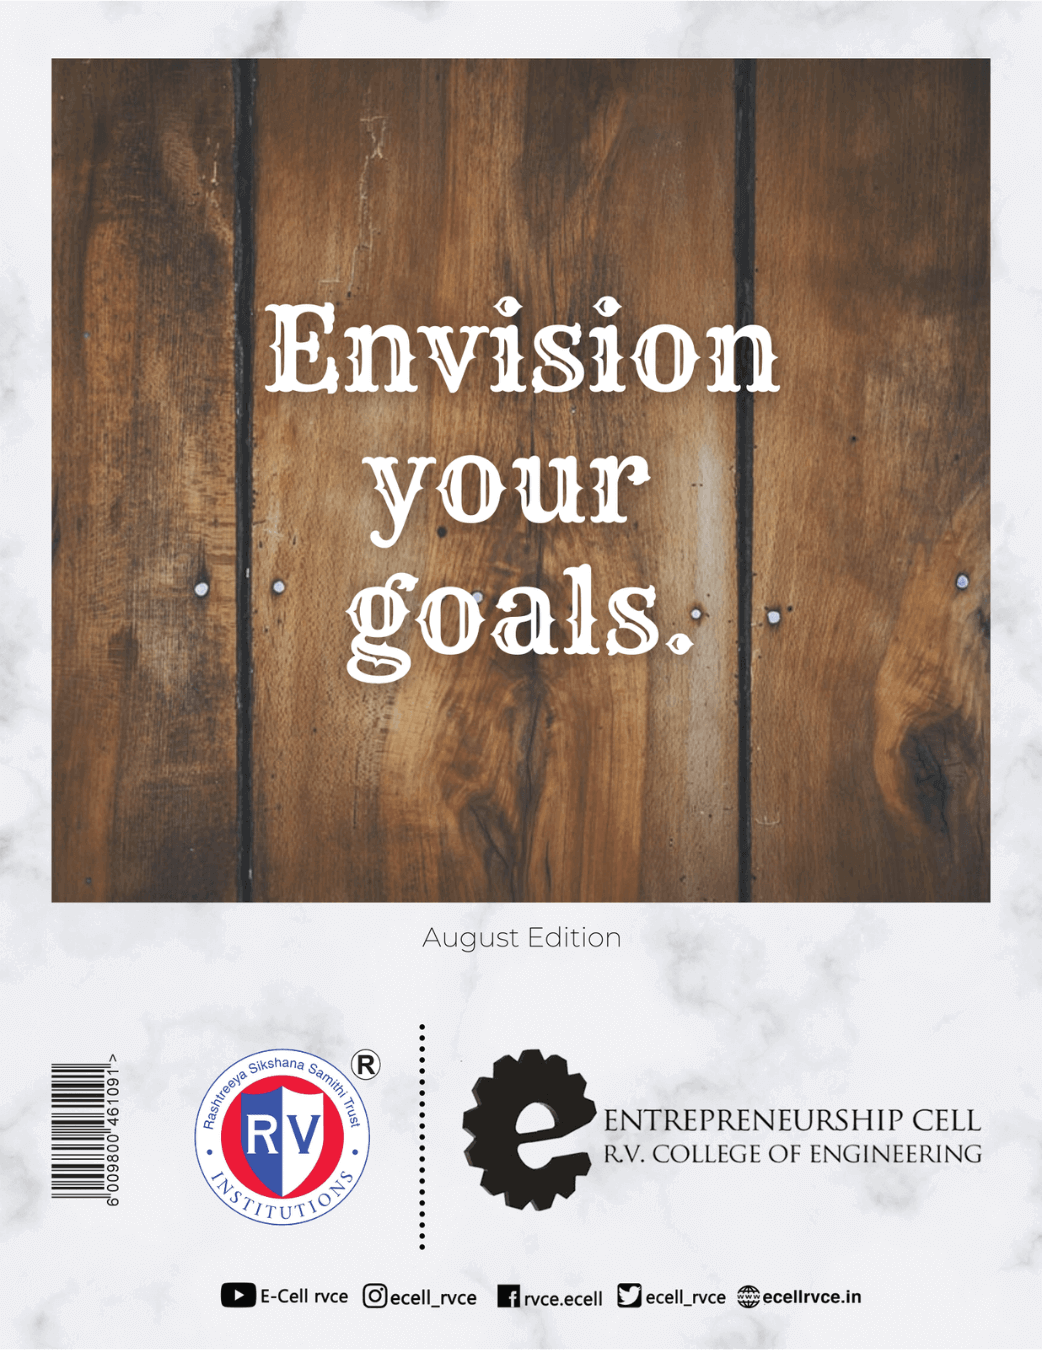 Envision
your
goals.
August Edition
6 009800 461091 >
Rashtreeya Sikshana Samithi Trust
RV
INSTITUTIONS
®
ENTREPRENEURSHIP CELL
R.V. COLLEGE OF ENGINEERING
E-Cell rvce ecell_rvce rvce.ecell ecell_rvce www ecellrvce.in